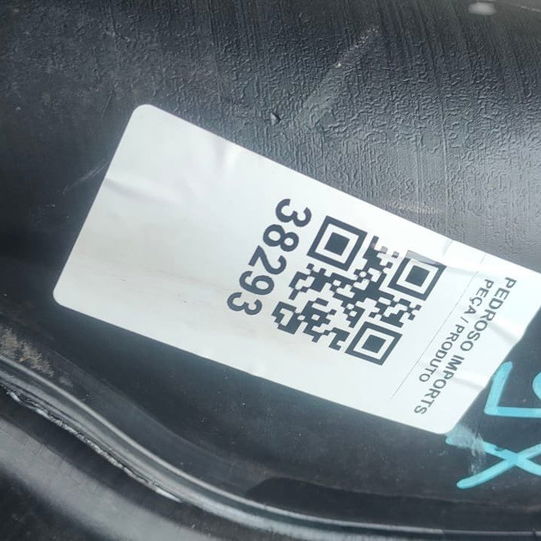 PEDROSO IMPORTS
PEÇA / PRODUTO
38293